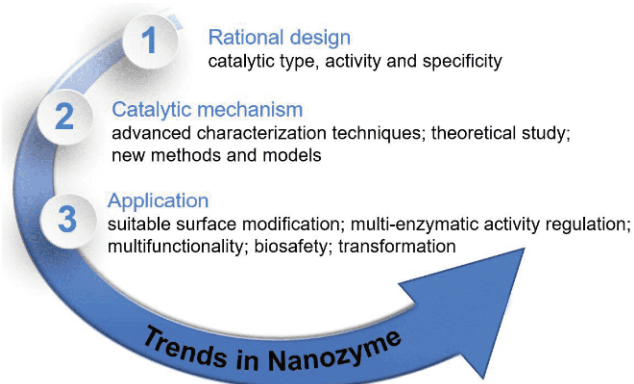 1
Rational design
catalytic type, activity and specificity
2
Catalytic mechanism
advanced characterization techniques; theoretical study;
new methods and models
3
Application
suitable surface modification; multi-enzymatic activity regulation;
multifunctionality; biosafety; transformation
Trends in Nanozyme